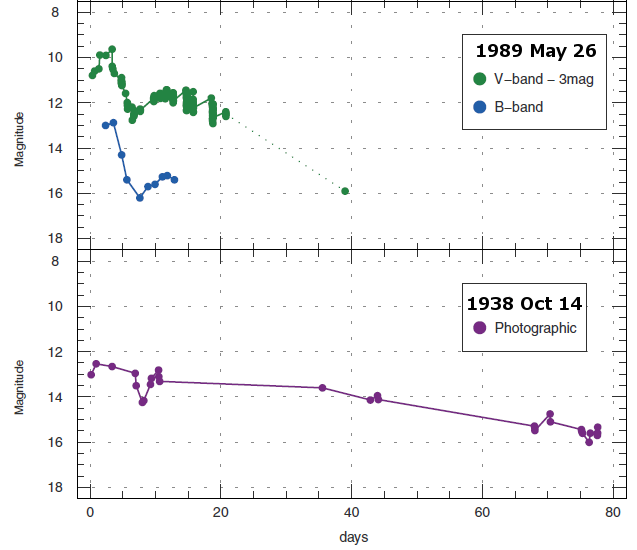 8
10
12
14
16
18
Magnitude
1989 May 26
V-band - 3mag
B-band
8
10
12
14
16
18
Magnitude
1938 Oct 14
Photographic
0 20 40 60 80
days